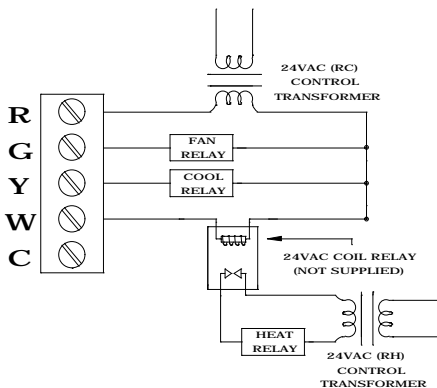 24VAC (RC)
CONTROL
TRANSFORMER
R
G
Y
W
C
FAN
RELAY
COOL
RELAY
24VAC COIL RELAY
(NOT SUPPLIED)
HEAT
RELAY
24VAC (RH)
CONTROL
TRANSFORMER